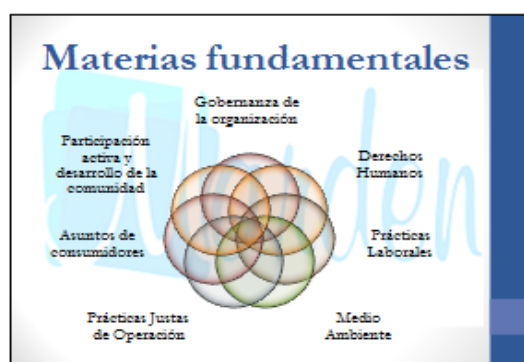 Materias fundamentales
Gobernanza de
la organización
Derechos
Humanos
Prácticas
Laborales
Medio
Ambiente
Prácticas Justas
de Operación
Asuntos de
consumidores
Participación
activa y
desarrollo de la
comunidad